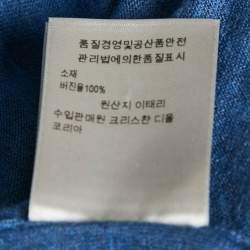 품질경영및공산품안전
관리법에의한품질표시
소재
버진울100%
원산지 이태리
수입판매원 크리스챤 디올
코리아